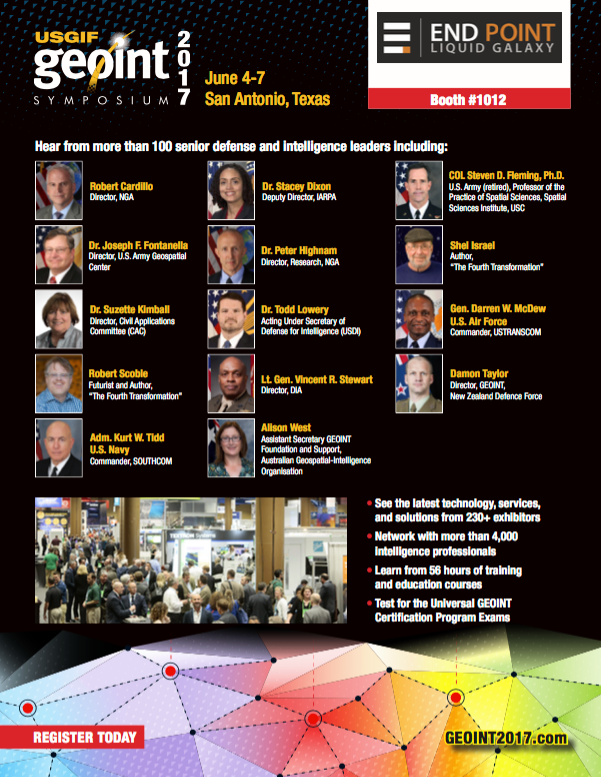 USGIF
geoint
2017
SYMPOSIUM
June 4-7
San Antonio, Texas
END POINT
LIQUID GALAXY
Booth #1012
Hear from more than 100 senior defense and intelligence leaders including:
Robert Cardillo
Director, NGA
Dr. Stacey Dixon
Deputy Director, IARPA
COL Steven D. Fleming, Ph.D.
U.S. Army (retired), Professor of the
Practice of Spatial Sciences, Spatial
Sciences Institute, USC
Dr. Joseph F. Fontanella
Director, U.S. Army Geospatial
Center
Dr. Peter Highnam
Director, Research, NGA
Shel Israel
Author,
"The Fourth Transformation"
Dr. Suzette Kimball
Director, Civil Applications
Committee (CAC)
Dr. Todd Lowery
Acting Under Secretary of
Defense for Intelligence (USDI)
Gen. Darren W. McDew
U.S. Air Force
Commander, USTRANSCOM
Robert Scoble
Futurist and Author,
"The Fourth Transformation"
Lt. Gen. Vincent R. Stewart
Director, DIA
Damon Taylor
Director, GEOINT,
New Zealand Defence Force
Adm. Kurt W. Tidd
U.S. Navy
Commander, SOUTHCOM
Alison West
Assistant Secretary GEOINT
Foundation and Support,
Australian Geospatial-Intelligence
Organisation
• See the latest technology, services,
and solutions from 230+ exhibitors
• Network with more than 4,000
intelligence professionals
• Learn from 56 hours of training
and education courses
• Test for the Universal GEOINT
Certification Program Exams
REGISTER TODAY
GEOINT2017.com